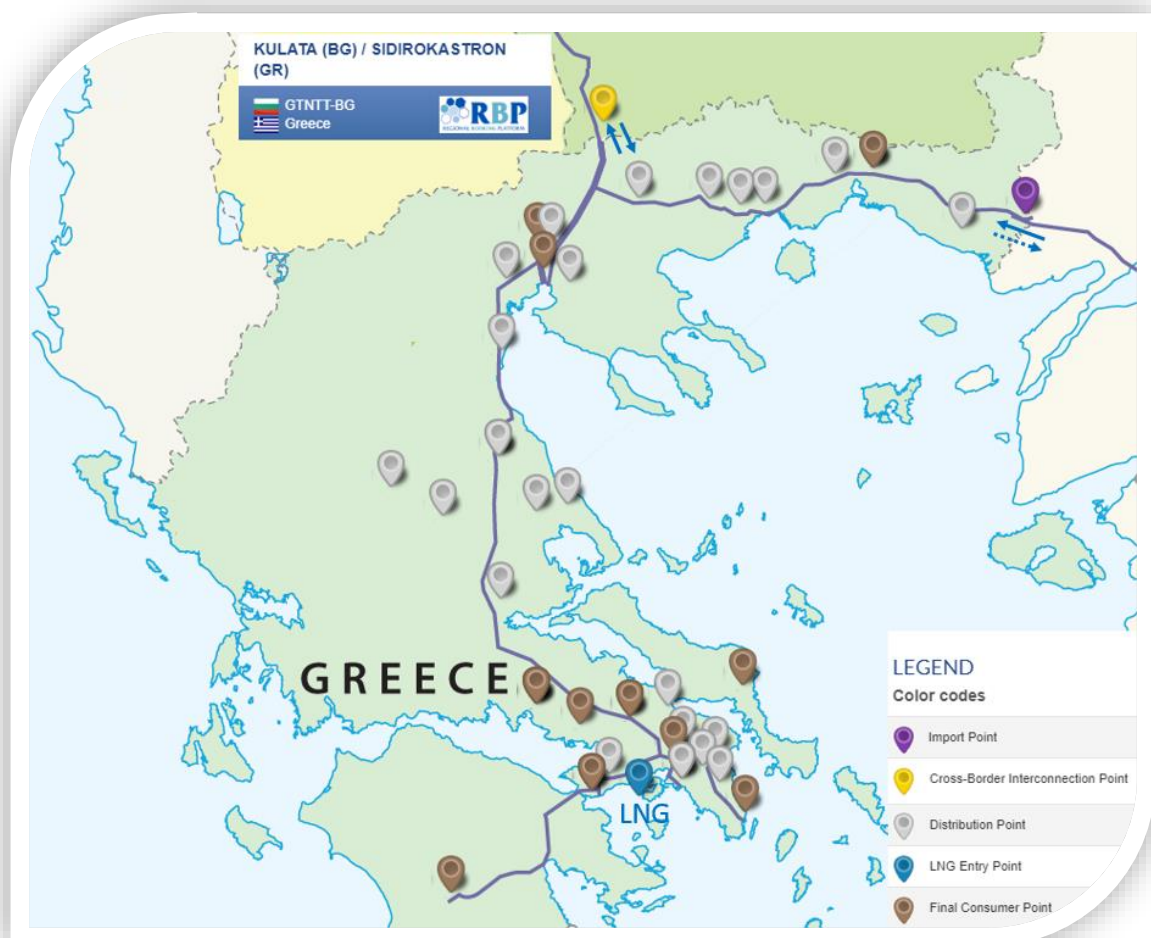 KULATA (BG) / SIDIROKASTRON
(GR)
GTNTT-BG
Greece
RBP
REGIONAL BOOKING PLATFORM
GREECE
LNG
LEGEND
Color codes
Import Point
Cross-Border Interconnection Point
Distribution Point
LNG Entry Point
Final Consumer Point